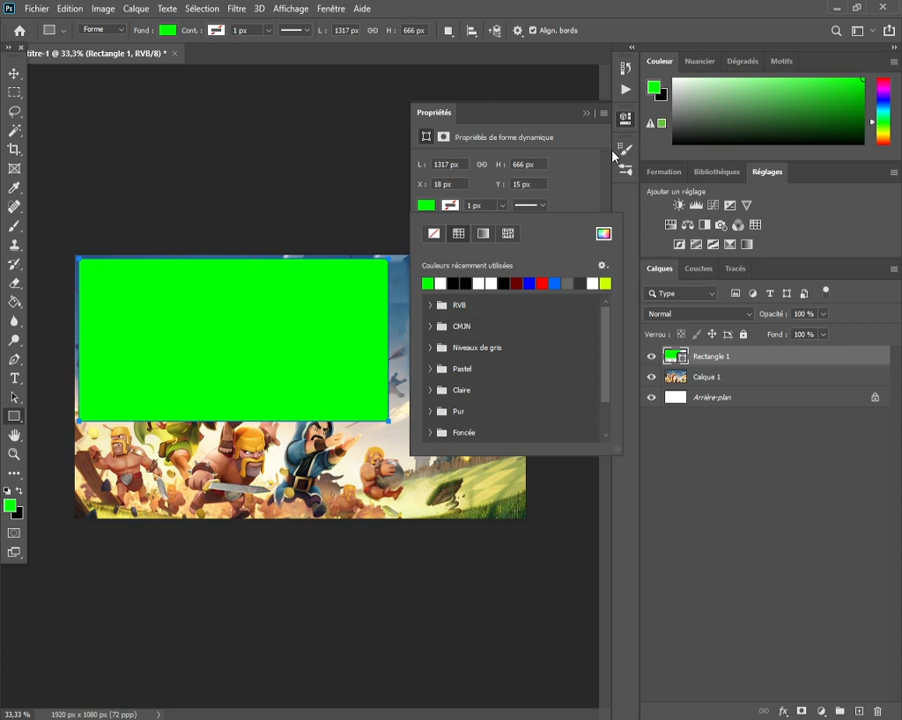 Ps Fichier Edition Image Calque Texte Sélection Filtre 3D Affichage Fenêtre Aide
Forme Fond : Cont. : 1 px L : 1317 px H : 666 px Align. bords
titre-1 @ 33,3% (Rectangle 1, RVB/8) * ×
Couleur Nuancier Dégradés Motifs
Propriétés
Propriétés de forme dynamique
L : 1317 px H : 666 px
X : 18 px Y : 15 px
1 px
Couleurs récemment utilisées
RVB
CMJN
Niveaux de gris
Pastel
Claire
Pur
Foncée
Formation Bibliothèques Réglages
Ajouter un réglage
Calques Couches Tracés
Type
Normal Opacité : 100 %
Verrou : Fond : 100 %
Rectangle 1
Calque 1
Arrière-plan
33,33 % 1920 px x 1080 px (72 ppp)